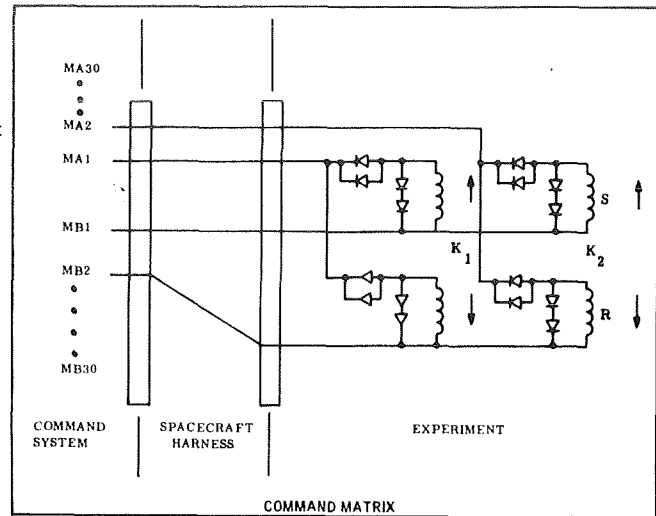 MA30
MA2
MA1
MB1
MB2
MB30
S
K1
K2
R
COMMAND SYSTEM
SPACECRAFT HARNESS
EXPERIMENT
COMMAND MATRIX